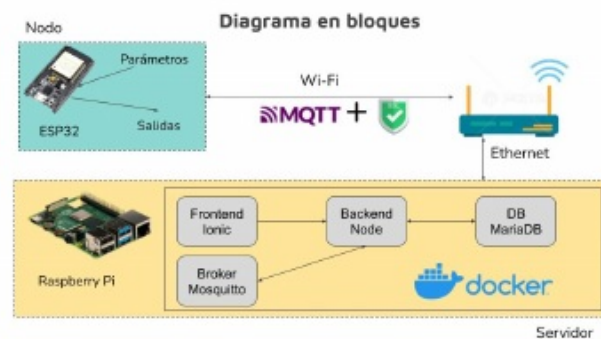 Diagrama en bloques
Nodo
Parámetros
Salidas
ESP32
Wi-Fi
MQTT +
Ethernet
Raspberry Pi
Frontend
Ionic
Backend
Node
DB
MariaDB
Broker
Mosquitto
docker
Servidor